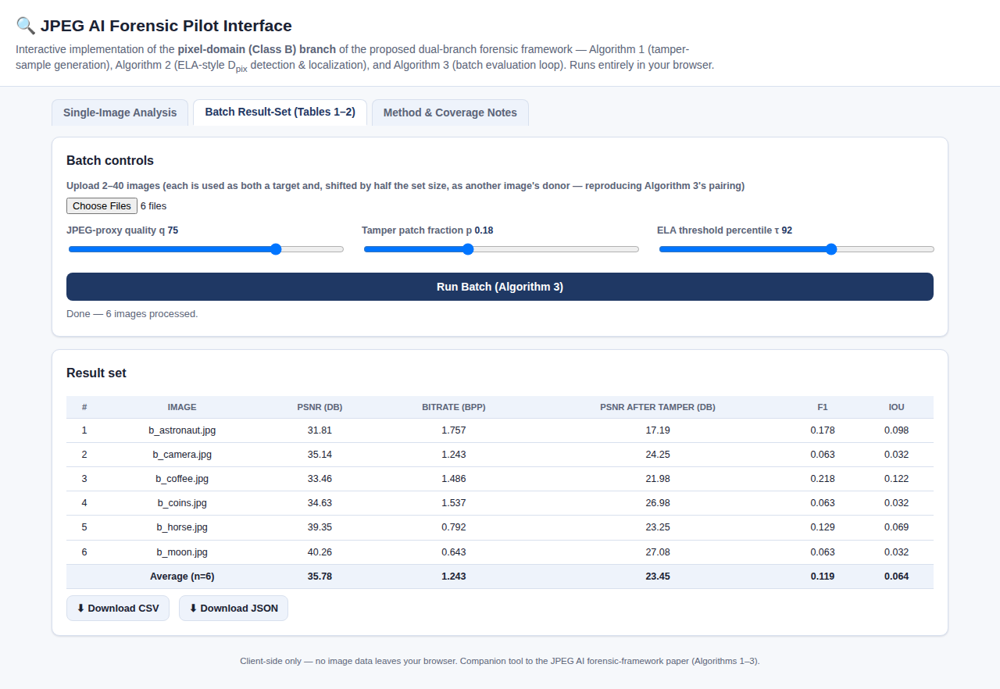 🔍 JPEG AI Forensic Pilot Interface
Interactive implementation of the pixel-domain (Class B) branch of the proposed dual-branch forensic framework — Algorithm 1 (tamper-
sample generation), Algorithm 2 (ELA-style Dpix detection & localization), and Algorithm 3 (batch evaluation loop). Runs entirely in your browser.
Single-Image Analysis Batch Result-Set (Tables 1–2) Method & Coverage Notes
Batch controls
Upload 2–40 images (each is used as both a target and, shifted by half the set size, as another image's donor — reproducing Algorithm 3's pairing)
Choose Files 6 files
JPEG-proxy quality q 75 Tamper patch fraction p 0.18 ELA threshold percentile τ 92
Run Batch (Algorithm 3)
Done — 6 images processed.
Result set
# IMAGE PSNR (DB) BITRATE (BPP) PSNR AFTER TAMPER (DB) F1 IOU
1 b_astronaut.jpg 31.81 1.757 17.19 0.178 0.098
2 b_camera.jpg 35.14 1.243 24.25 0.063 0.032
3 b_coffee.jpg 33.46 1.486 21.98 0.218 0.122
4 b_coins.jpg 34.63 1.537 26.98 0.063 0.032
5 b_horse.jpg 39.35 0.792 23.25 0.129 0.069
6 b_moon.jpg 40.26 0.643 27.08 0.063 0.032
Average (n=6) 35.78 1.243 23.45 0.119 0.064
⬇ Download CSV ⬇ Download JSON
Client-side only — no image data leaves your browser. Companion tool to the JPEG AI forensic-framework paper (Algorithms 1–3).